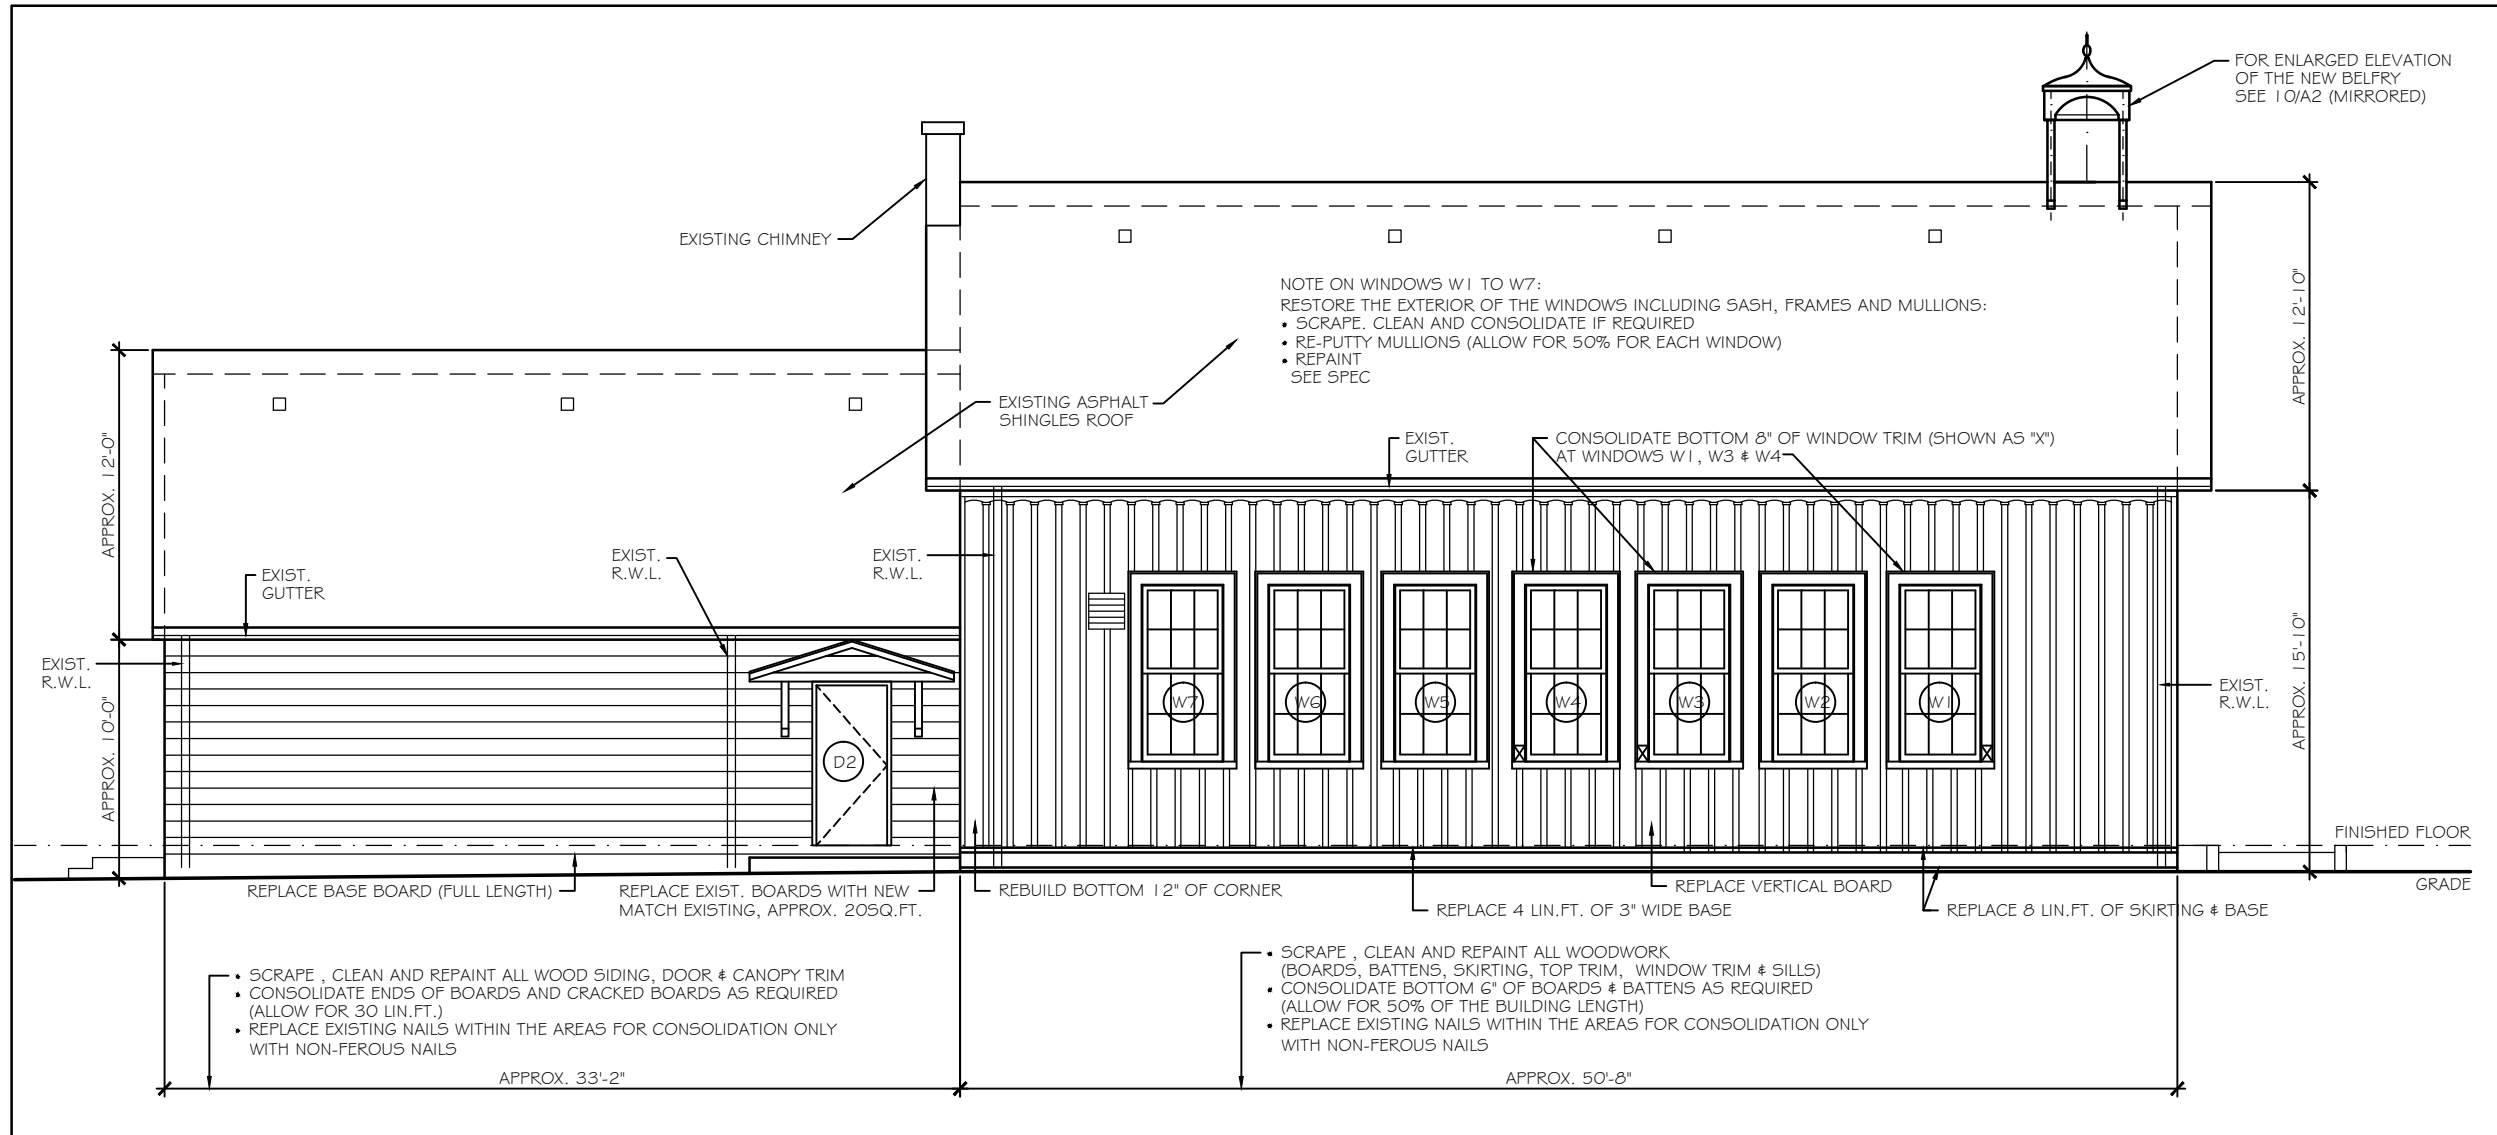 FOR ENLARGED ELEVATION
OF THE NEW BELFRY
SEE 10/A2 (MIRRORED)
EXISTING CHIMNEY
NOTE ON WINDOWS W1 TO W7:
RESTORE THE EXTERIOR OF THE WINDOWS INCLUDING SASH, FRAMES AND MULLIONS:
• SCRAPE. CLEAN AND CONSOLIDATE IF REQUIRED
• RE-PUTTY MULLIONS (ALLOW FOR 50% FOR EACH WINDOW)
• REPAINT
SEE SPEC
APPROX. 12'-10"
EXISTING ASPHALT
SHINGLES ROOF
EXIST.
GUTTER
CONSOLIDATE BOTTOM 8" OF WINDOW TRIM (SHOWN AS "X")
AT WINDOWS W1, W3 & W4
APPROX. 12'-0"
EXIST.
GUTTER
EXIST.
R.W.L.
EXIST.
R.W.L.
EXIST.
R.W.L.
APPROX. 10'-0"
D2
W7
W6
W5
W4
W3
W2
W1
EXIST.
R.W.L.
APPROX. 15'-10"
FINISHED FLOOR
GRADE
REPLACE BASE BOARD (FULL LENGTH)
REPLACE EXIST. BOARDS WITH NEW
MATCH EXISTING, APPROX. 20SQ.FT.
REBUILD BOTTOM 12" OF CORNER
REPLACE VERTICAL BOARD
REPLACE 4 LIN.FT. OF 3" WIDE BASE
REPLACE 8 LIN.FT. OF SKIRTING & BASE
• SCRAPE , CLEAN AND REPAINT ALL WOOD SIDING, DOOR & CANOPY TRIM
• CONSOLIDATE ENDS OF BOARDS AND CRACKED BOARDS AS REQUIRED
(ALLOW FOR 30 LIN.FT.)
• REPLACE EXISTING NAILS WITHIN THE AREAS FOR CONSOLIDATION ONLY
WITH NON-FEROUS NAILS
• SCRAPE , CLEAN AND REPAINT ALL WOODWORK
(BOARDS, BATTENS, SKIRTING, TOP TRIM, WINDOW TRIM & SILLS)
• CONSOLIDATE BOTTOM 6" OF BOARDS & BATTENS AS REQUIRED
(ALLOW FOR 50% OF THE BUILDING LENGTH)
• REPLACE EXISTING NAILS WITHIN THE AREAS FOR CONSOLIDATION ONLY
WITH NON-FEROUS NAILS
APPROX. 33'-2"
APPROX. 50'-8"